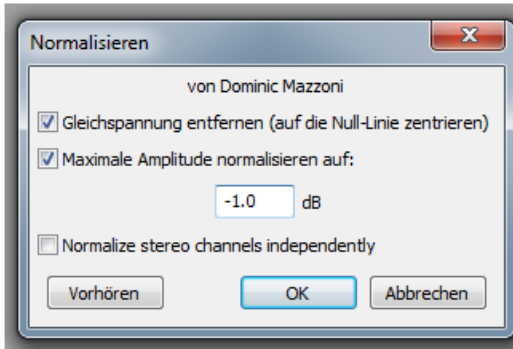 Normalisieren
von Dominic Mazzoni
Gleichspannung entfernen (auf die Null-Linie zentrieren)
Maximale Amplitude normalisieren auf:
-1.0 dB
Normalize stereo channels independently
Vorhören OK Abbrechen